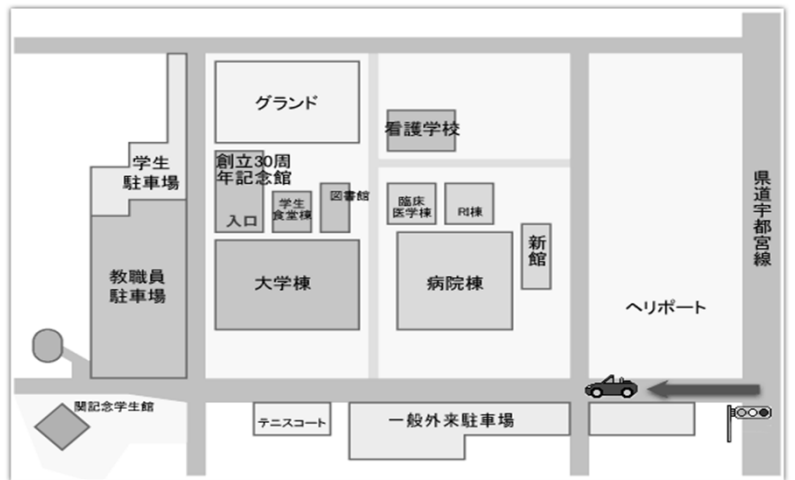 グランド
看護学校
創立30周
年記念館
学生
駐車場
県道宇都宮線
図書館
学生
食堂棟
臨床
医学棟
RI棟
入口
新館
教職員
駐車場
大学棟
病院棟
ヘリポート
関記念学生館
テニスコート
一般外来駐車場